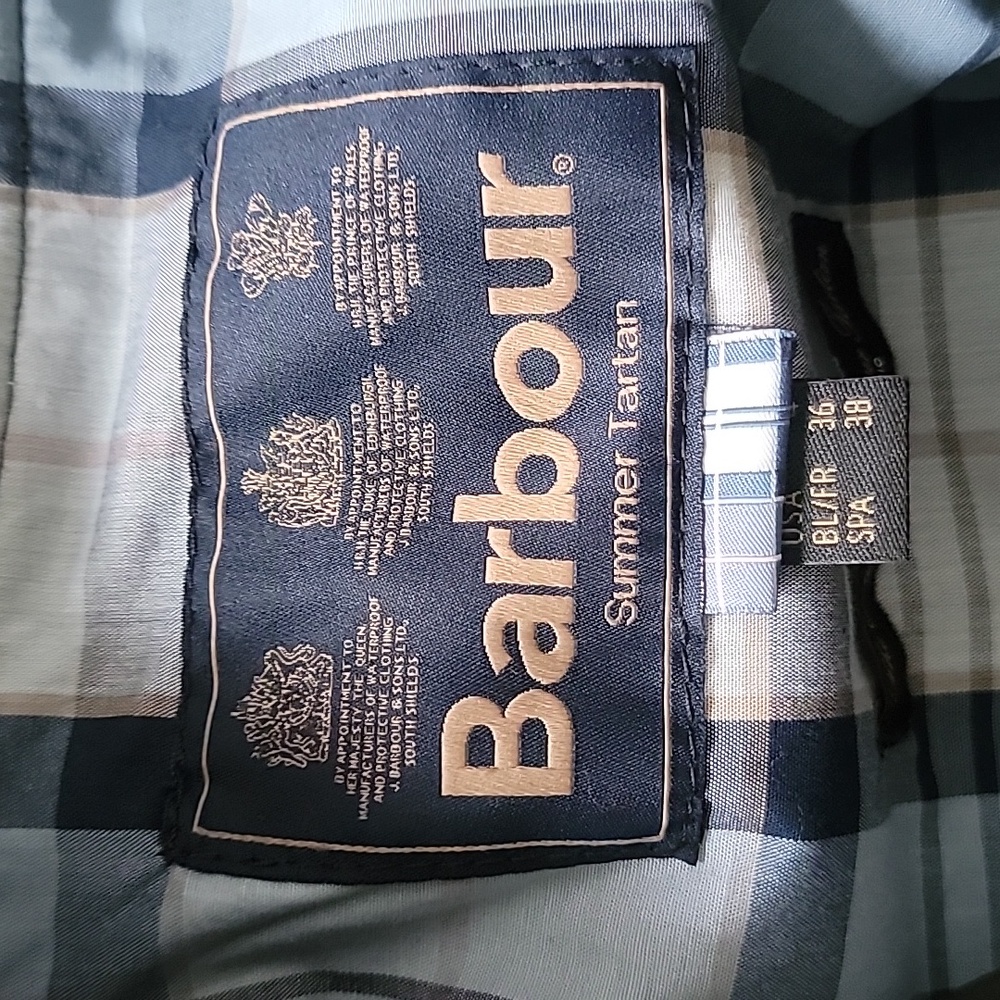 BY APPOINTMENT TO
HER MAJESTY THE QUEEN
MANUFACTURERS OF WATERPROOF
AND PROTECTIVE CLOTHING
J. BARBOUR & SONS LTD.
SOUTH SHIELDS
BY APPOINTMENT TO
H.R.H. THE DUKE OF EDINBURGH
MANUFACTURERS OF WATERPROOF
AND PROTECTIVE CLOTHING
J. BARBOUR & SONS LTD.
SOUTH SHIELDS
BY APPOINTMENT TO
H.R.H. THE PRINCE OF WALES
MANUFACTURERS OF WATERPROOF
AND PROTECTIVE CLOTHING
J. BARBOUR & SONS LTD.
SOUTH SHIELDS
Barbour®
Summer Tartan
USA
BL/FR 36
SPA 38